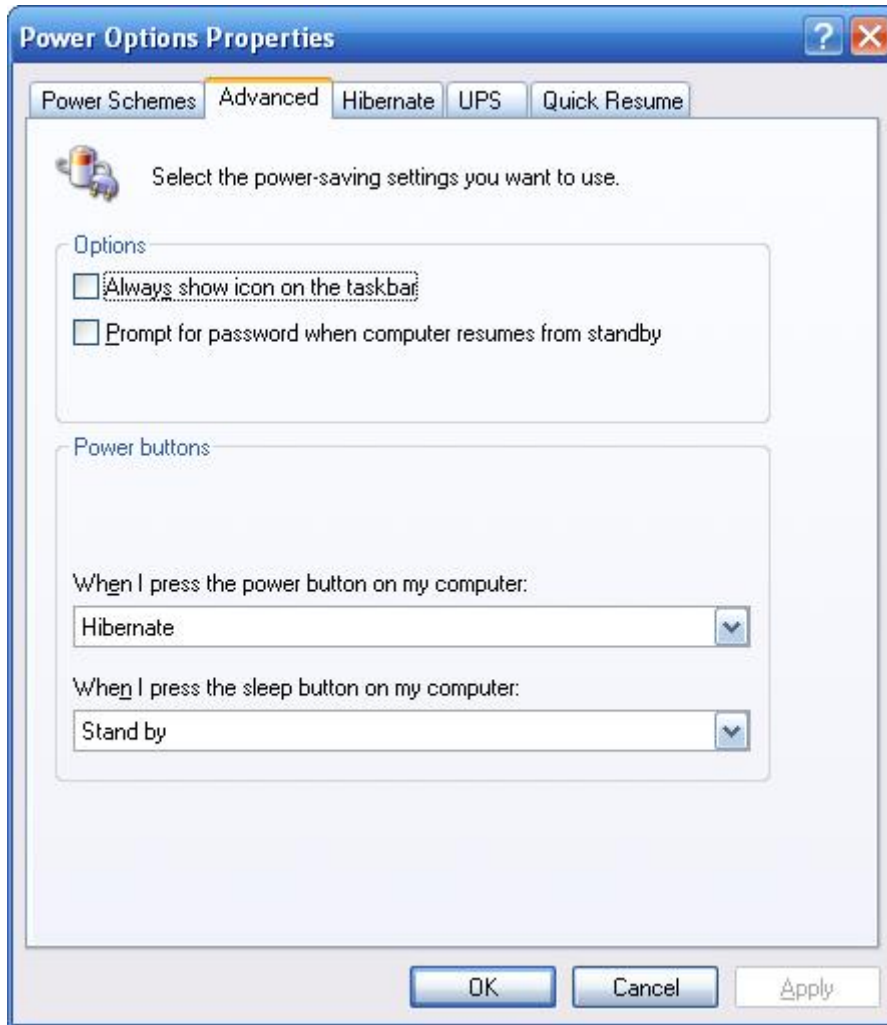 Power Options Properties
Power Schemes Advanced Hibernate UPS Quick Resume
Select the power-saving settings you want to use.
Options
Always show icon on the taskbar
Prompt for password when computer resumes from standby
Power buttons
When I press the power button on my computer:
Hibernate
When I press the sleep button on my computer:
Stand by
OK Cancel Apply